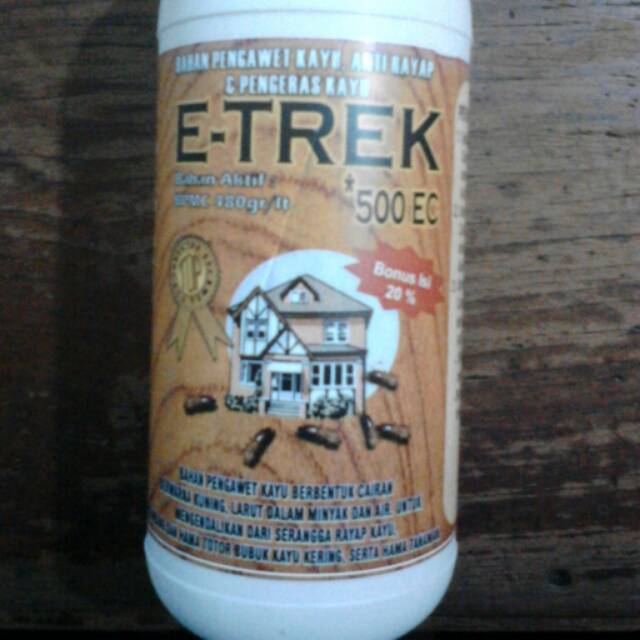 BAHAN PENGAWET KAYU, ANTI RAYAP
& PENGERAS KAYU
E-TREK
500 EC
Bahan Aktif :
BPMC 480gr/lt
Bonus Isi
20 %
BAHAN PENGAWET KAYU BERBENTUK CAIRAN
BERWARNA KUNING, LARUT DALAM MINYAK DAN AIR, UNTUK
MENGENDALIKAN DARI SERANGGA RAYAP KAYU,
HAMA TOTOR BUBUK KAYU KERING, SERTA HAMA